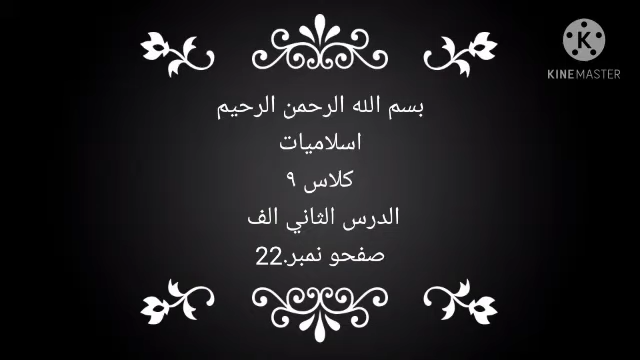 KINEMASTER
بسم الله الرحمن الرحيم
اسلاميات
كلاس ٩
الدرس الثاني الف
صفحو نمبر.22